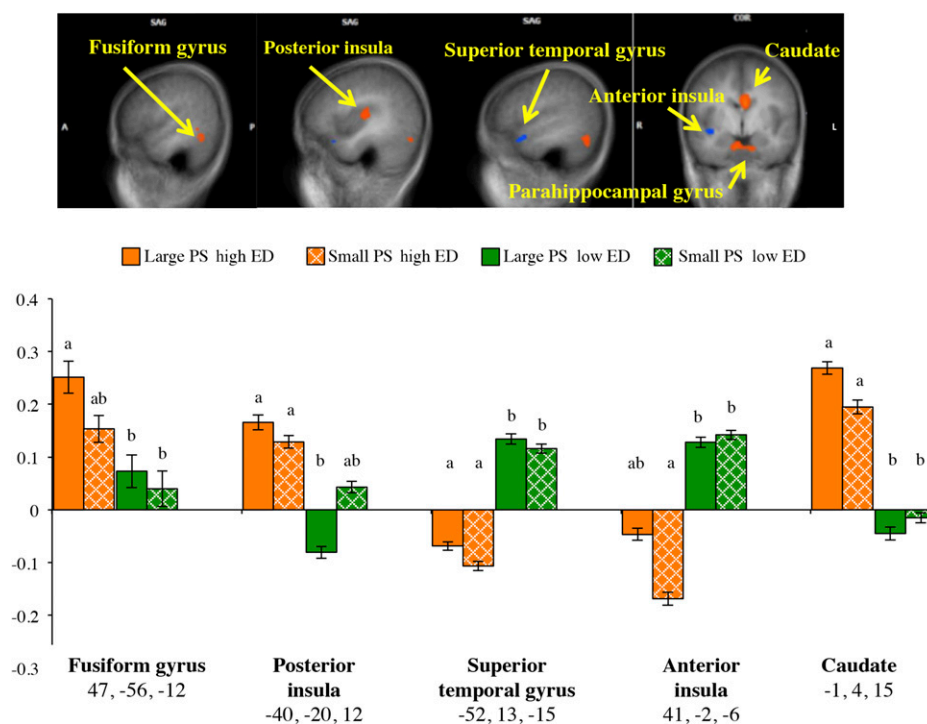 SAG
SAG
SAG
COR
Fusiform gyrus
Posterior insula
Superior temporal gyrus
Caudate
Anterior insula
A
P
R
L
Parahippocampal gyrus
Large PS high ED
Small PS high ED
Large PS low ED
Small PS low ED
0.4
0.3
0.2
0.1
0
-0.1
-0.2
-0.3
a
ab
b
b
a
a
b
ab
a
a
b
b
ab
a
b
b
a
a
b
b
Fusiform gyrus
47, -56, -12
Posterior
insula
-40, -20, 12
Superior
temporal gyrus
-52, 13, -15
Anterior
insula
41, -2, -6
Caudate
-1, 4, 15